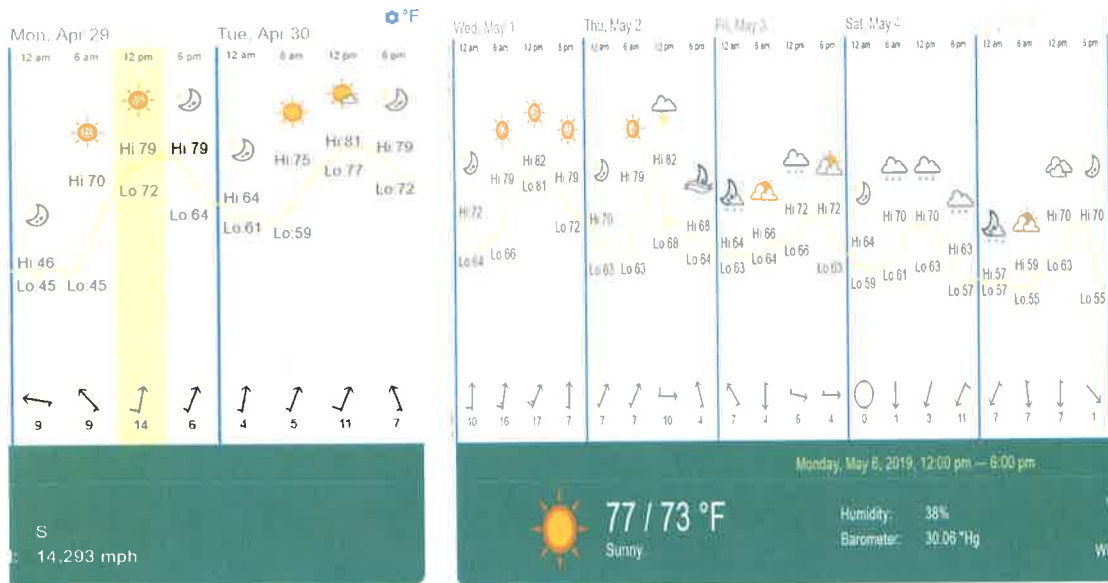 °F
Mon, Apr 29
Tue, Apr 30
12 am 6 am 12 pm 6 pm 12 am 6 am 12 pm 6 pm
Hi 46 Hi 70 Hi 79 Hi 79 Hi 64 Hi:75 Hi:81 Hi:79
Lo:45 Lo:45 Lo 72 Lo 64 Lo:61 Lo:59 Lo:77 Lo:72
9 9 14 6 4 5 11 7
S
14,293 mph
Wed, May 1
Thu, May 2
Fri, May 3
Sat, May 4
12 am 6 am 12 pm 6 pm 12 am 6 am 12 pm 6 pm 12 am 6 am 12 pm 6 pm 12 am 6 am 12 pm 6 pm 12 am 6 am 12 pm 6 pm
Hi:72 Hi 79 Hi 82 Hi 79 Hi 70 Hi 79 Hi 82 Hi 68 Hi 64 Hi 66 Hi 72 Hi 72 Hi 64 Hi 70 Hi 70 Hi 63 Hi:57 Hi 59 Hi 70 Hi 70
Lo 64 Lo 66 Lo 81 Lo 72 Lo:63 Lo 63 Lo 68 Lo 64 Lo 63 Lo 64 Lo 66 Lo 63 Lo 59 Lo 61 Lo 63 Lo 57 Lo 57 Lo:55 Lo 63 Lo 55
10 16 17 7 7 7 10 4 7 4 6 4 0 1 3 11 7 7 7 1
Monday, May 6, 2019, 12:00 pm — 6:00 pm
77 / 73 °F
Sunny
Humidity: 38%
Barometer: 30.06 "Hg